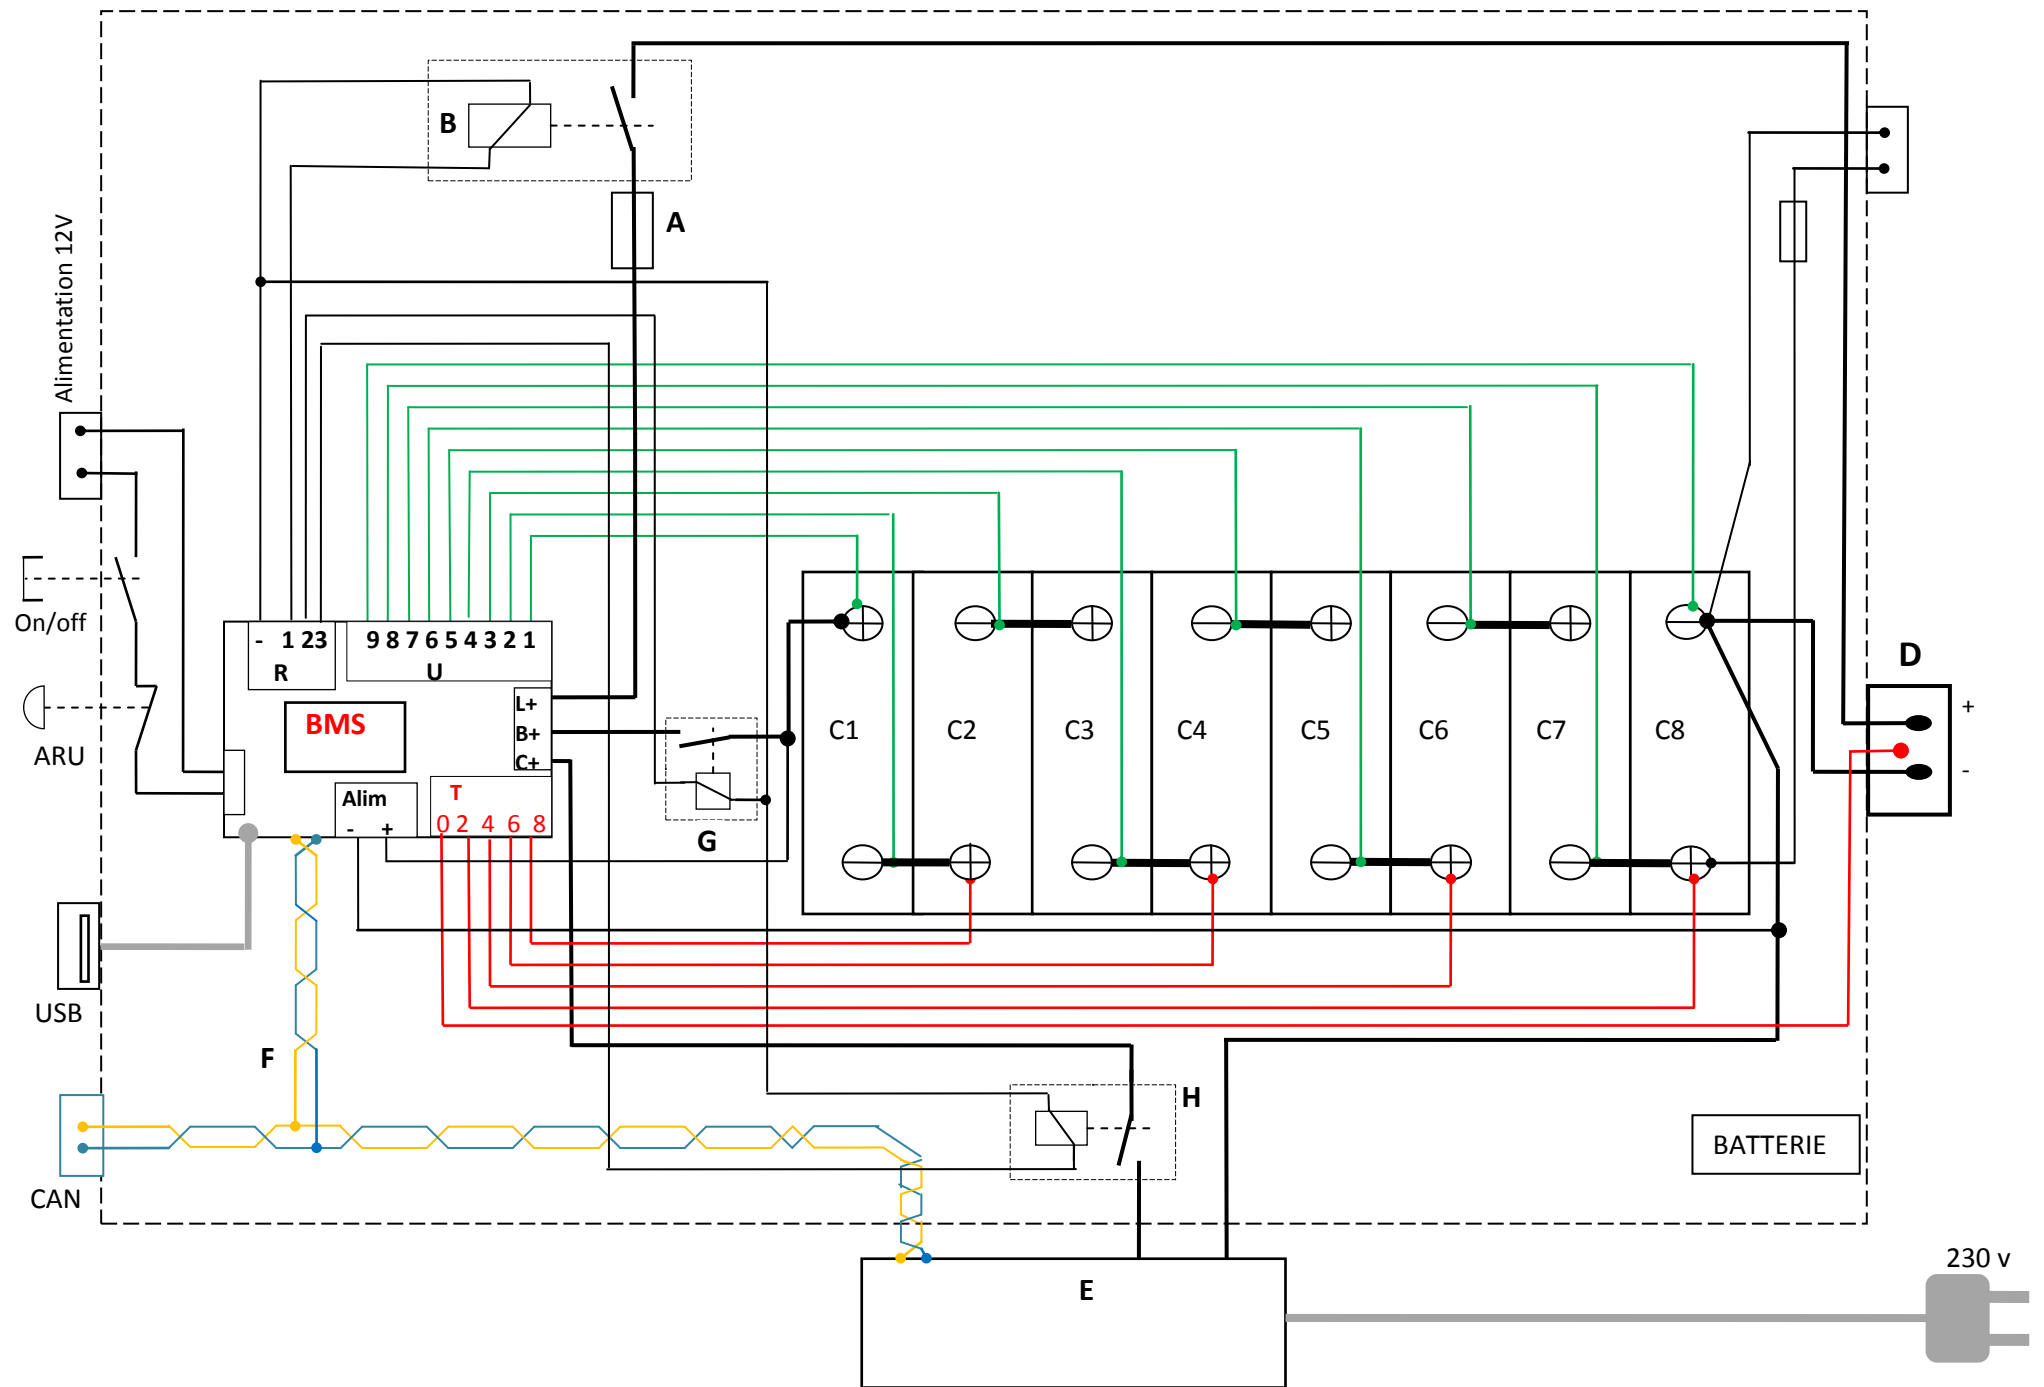 B
A
Alimentation 12V
On/off
ARU
- 1 2 3
R
9 8 7 6 5 4 3 2 1
U
BMS
L+
B+
C+
Alim
- +
T
0 2 4 6 8
G
C1 C2 C3 C4 C5 C6 C7 C8
D
+
-
USB
F
CAN
H
BATTERIE
E
230 v